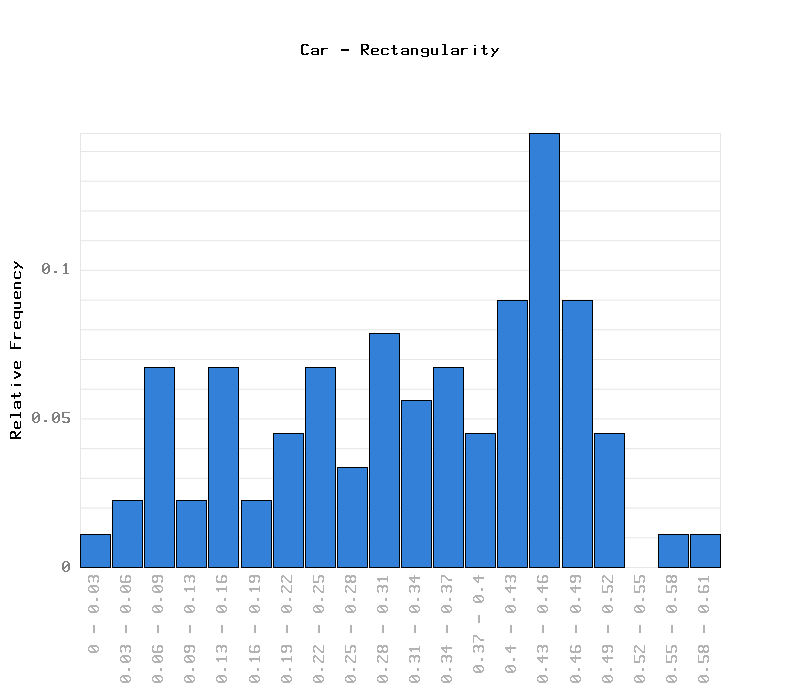 Car - Rectangularity
Relative Frequency
0.1
0.05
0
0 - 0.03
0.03 - 0.06
0.06 - 0.09
0.09 - 0.13
0.13 - 0.16
0.16 - 0.19
0.19 - 0.22
0.22 - 0.25
0.25 - 0.28
0.28 - 0.31
0.31 - 0.34
0.34 - 0.37
0.37 - 0.4
0.4 - 0.43
0.43 - 0.46
0.46 - 0.49
0.49 - 0.52
0.52 - 0.55
0.55 - 0.58
0.58 - 0.61